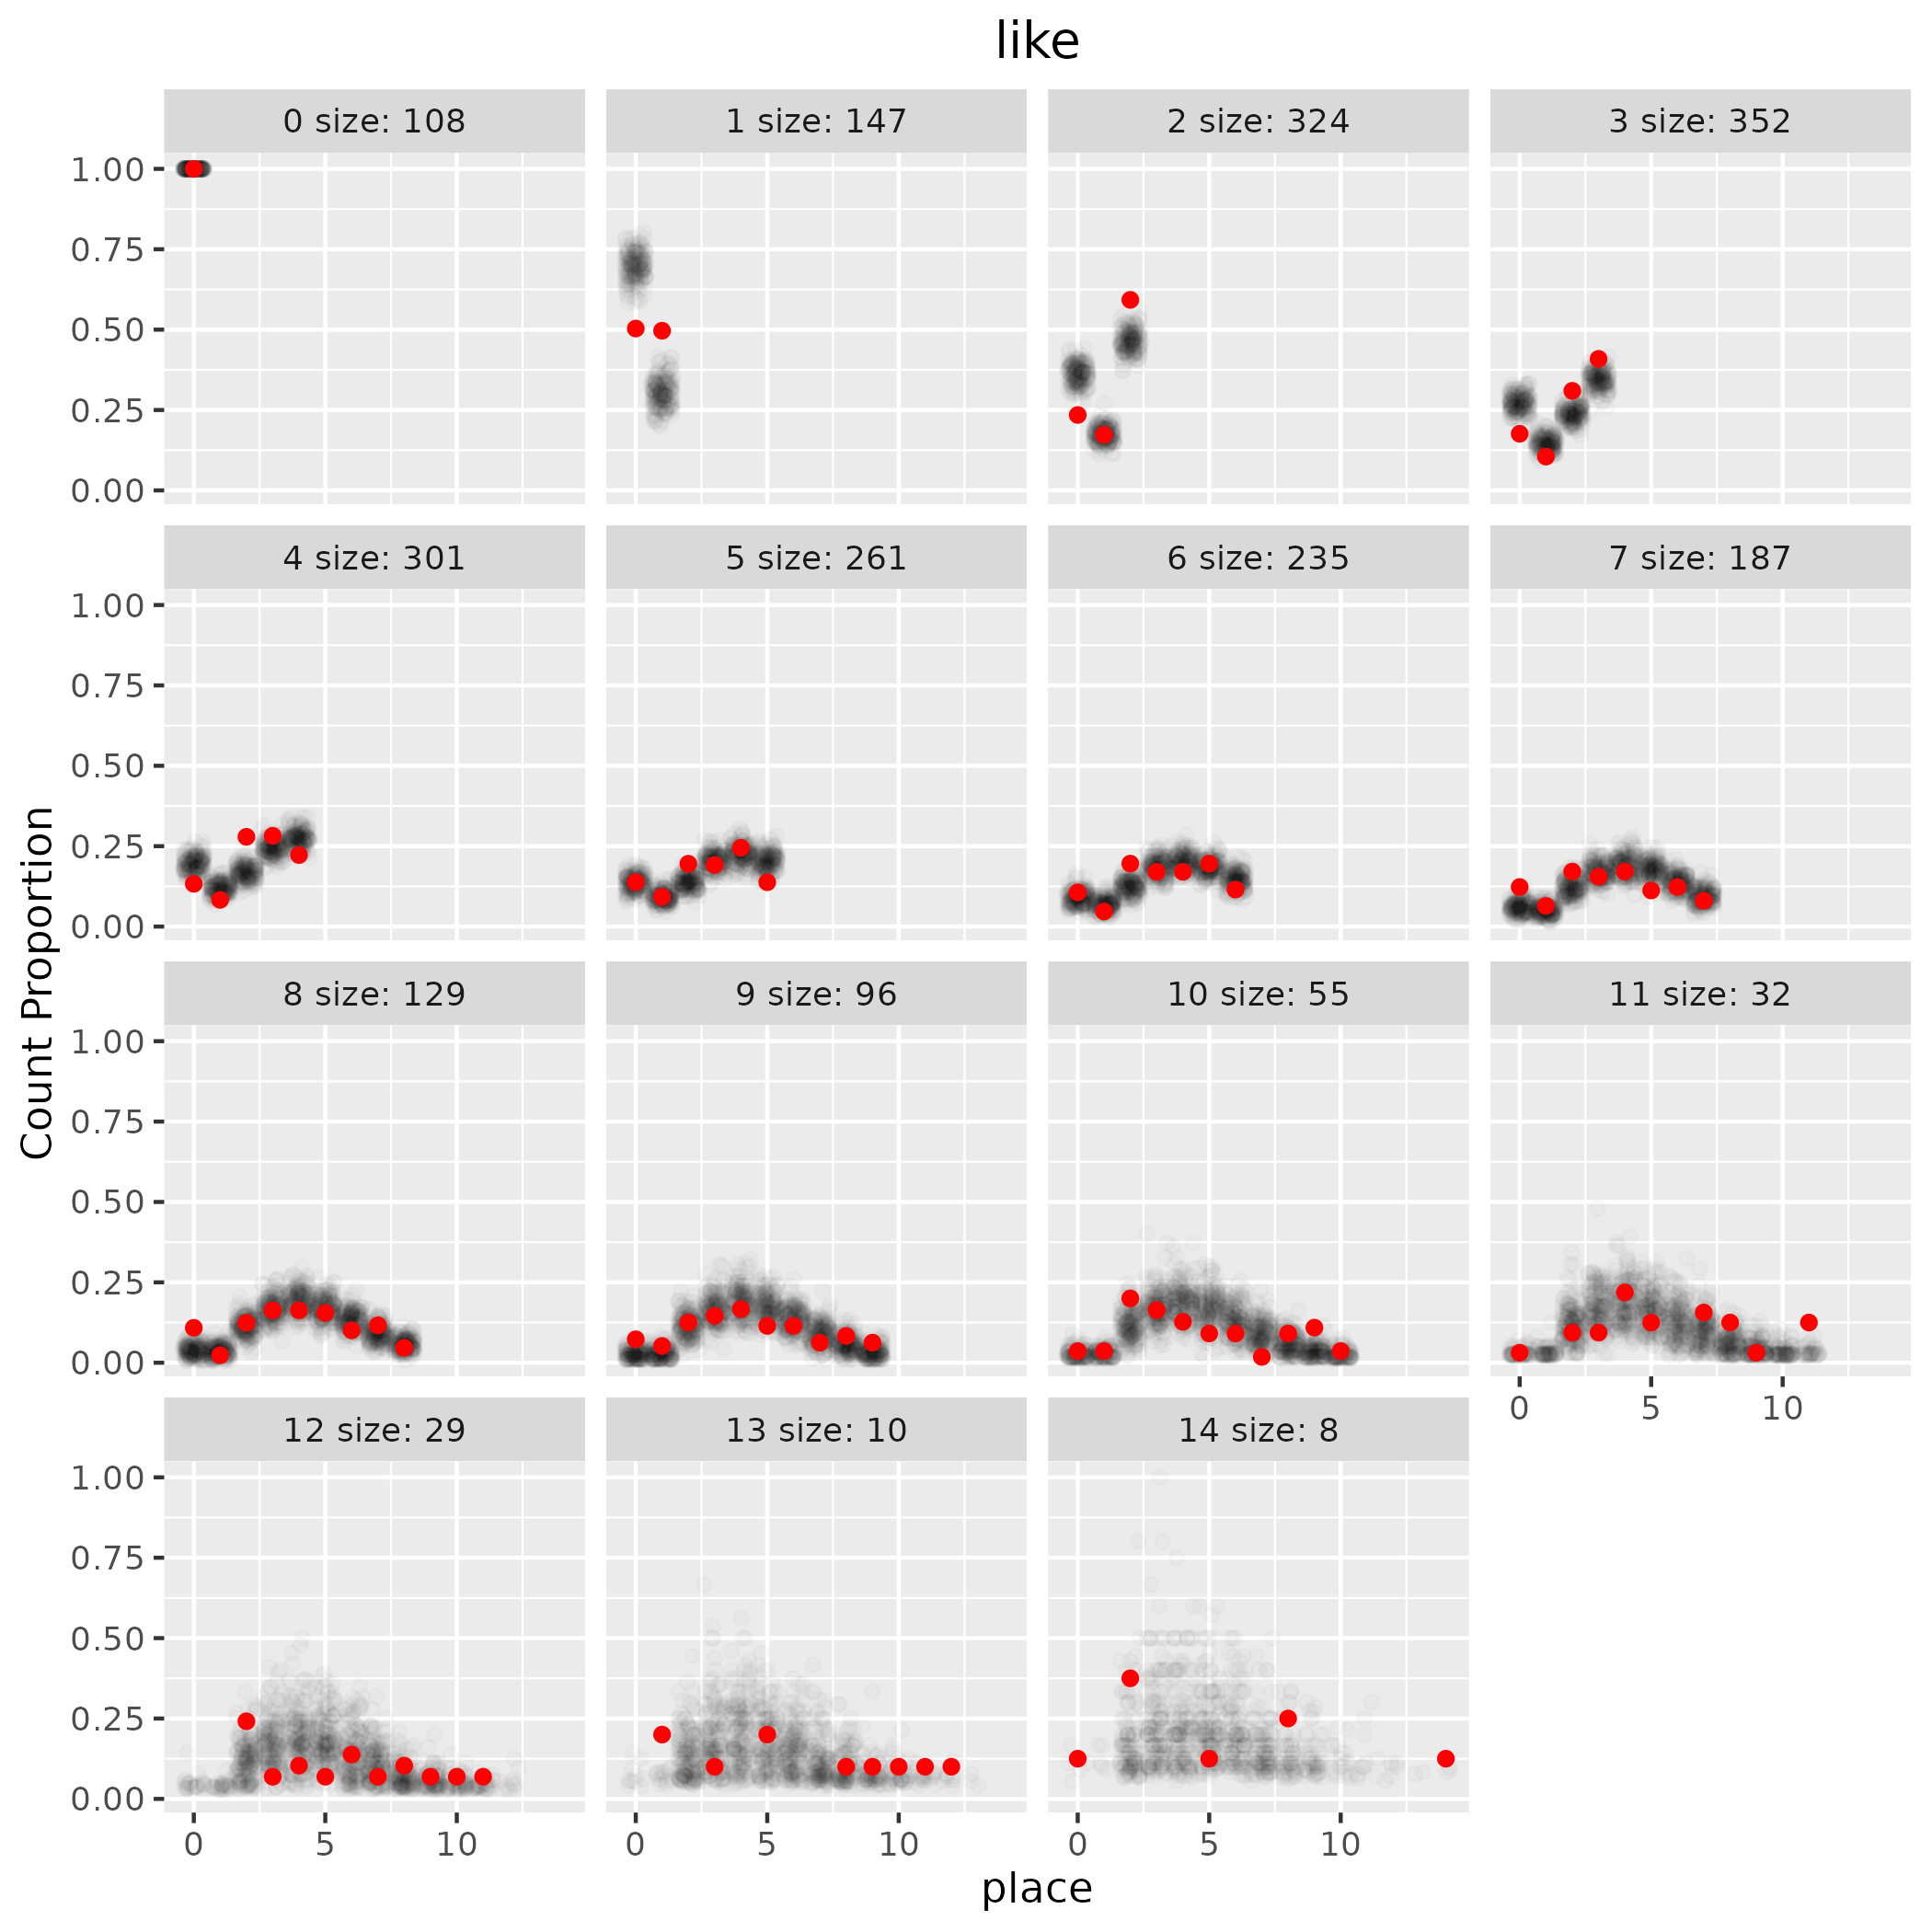 like
0 size: 108
1 size: 147
2 size: 324
3 size: 352
1.00
0.75
0.50
0.25
0.00
4 size: 301
5 size: 261
6 size: 235
7 size: 187
1.00
0.75
0.50
0.25
0.00
Count Proportion
8 size: 129
9 size: 96
10 size: 55
11 size: 32
1.00
0.75
0.50
0.25
0.00
0 5 10
12 size: 29
13 size: 10
14 size: 8
1.00
0.75
0.50
0.25
0.00
0 5 10
0 5 10
0 5 10
place